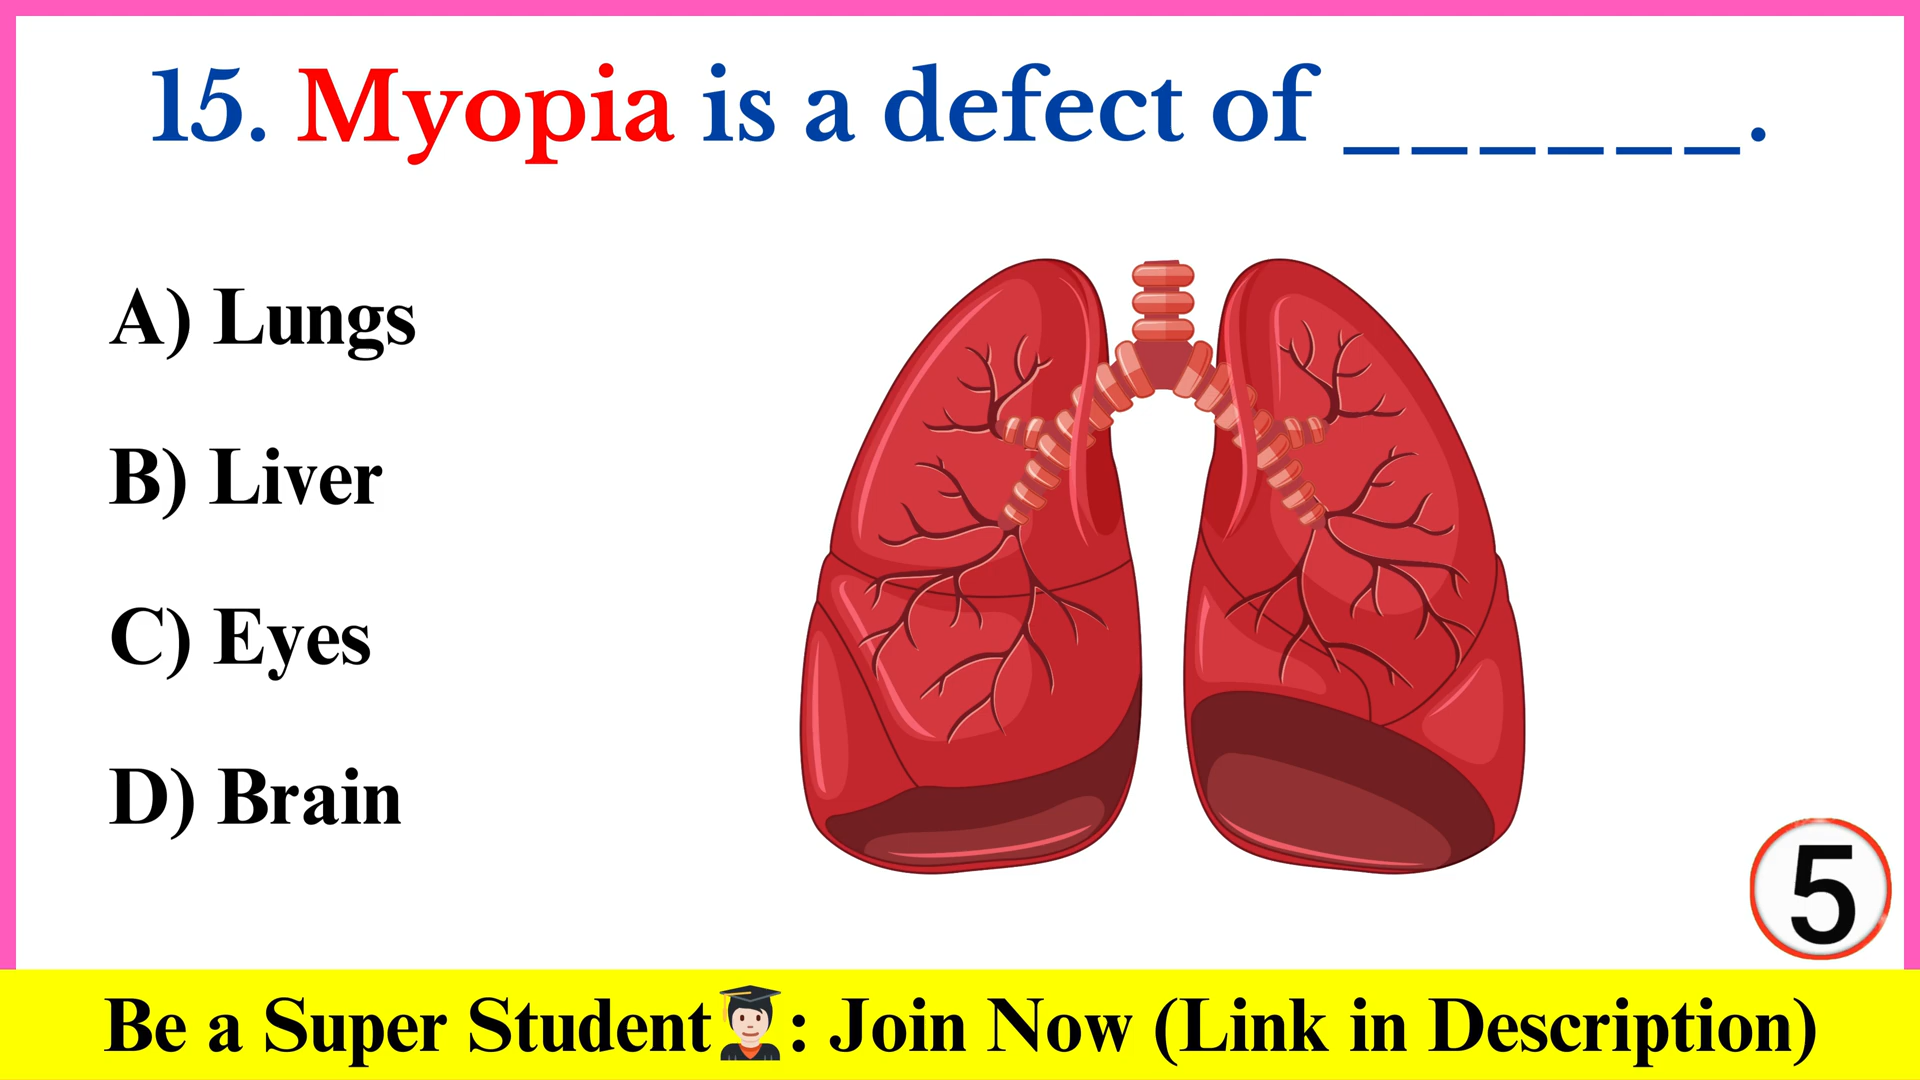 15. Myopia is a defect of ______.
A) Lungs
B) Liver
C) Eyes
D) Brain
5
Be a Super Student👨‍🎓: Join Now (Link in Description)